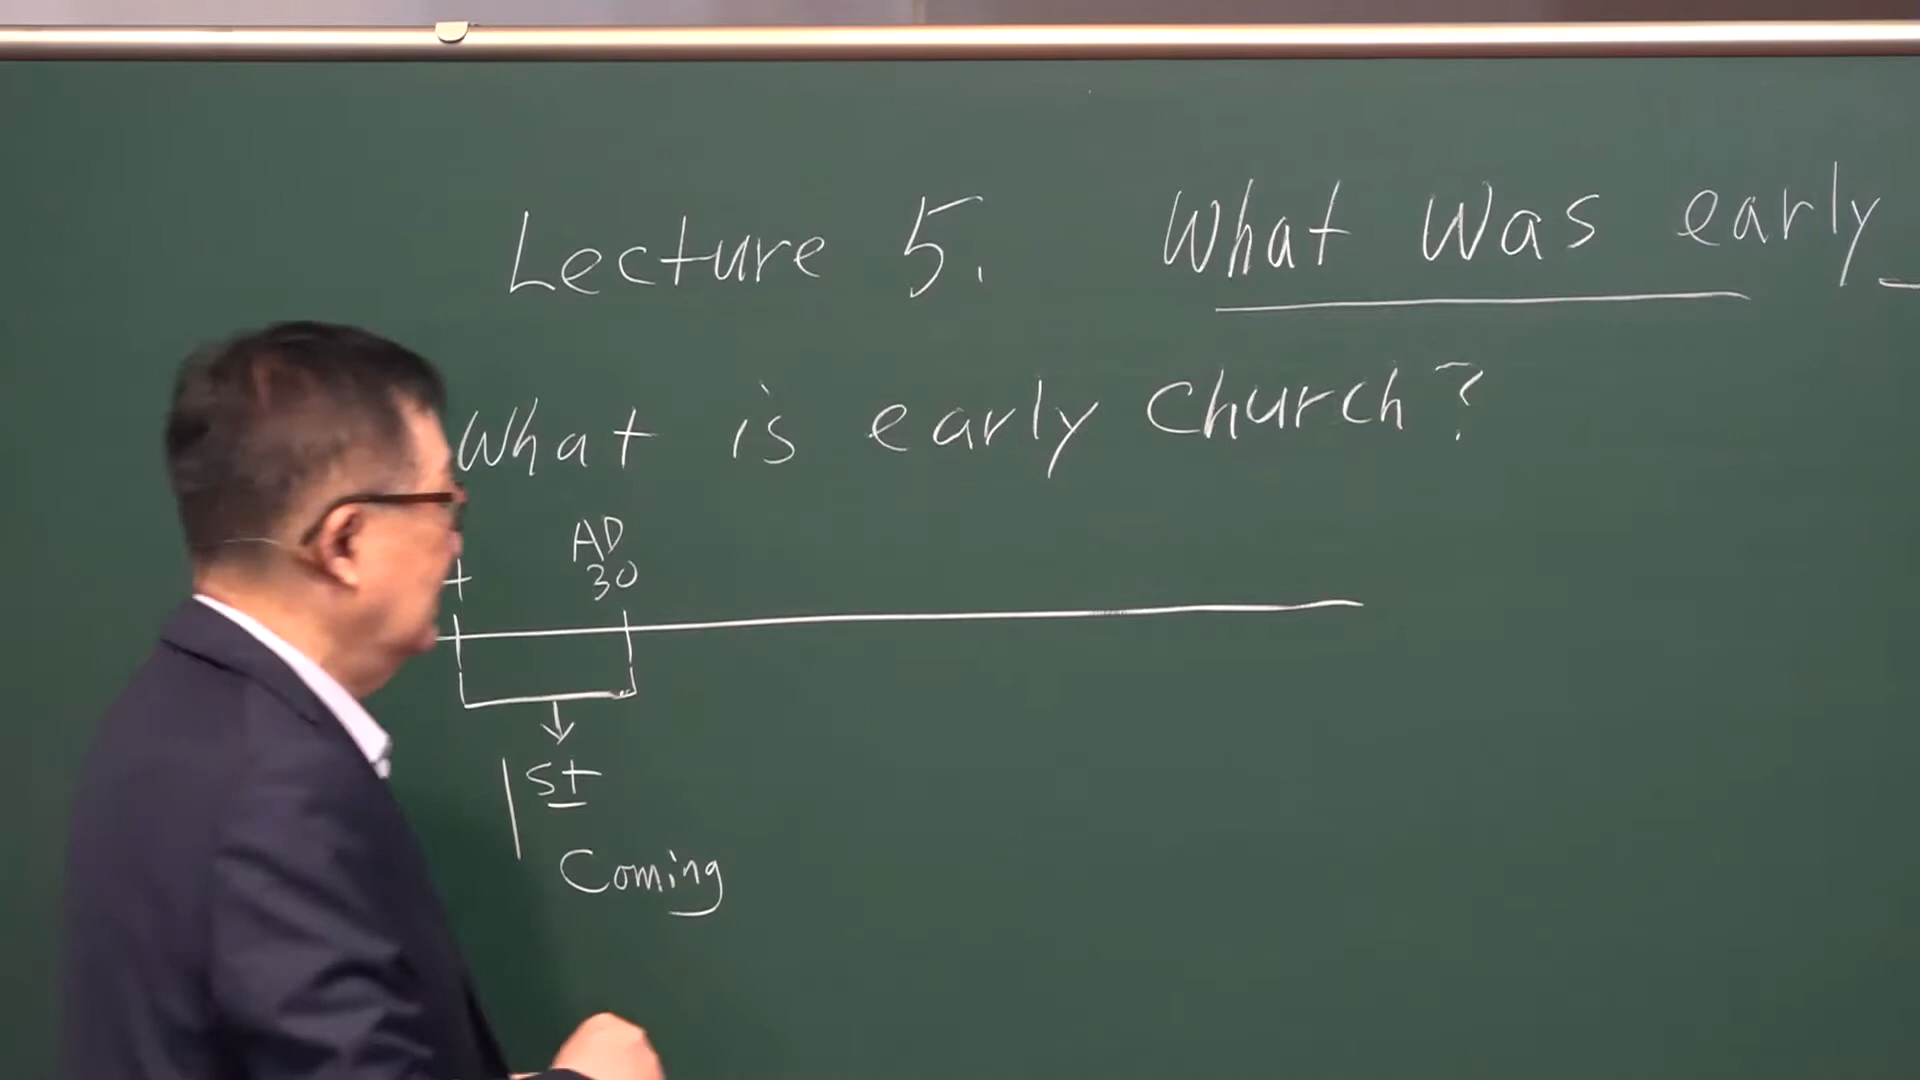 Lecture 5. What was early
What is early church?
AD
30
1st
Coming